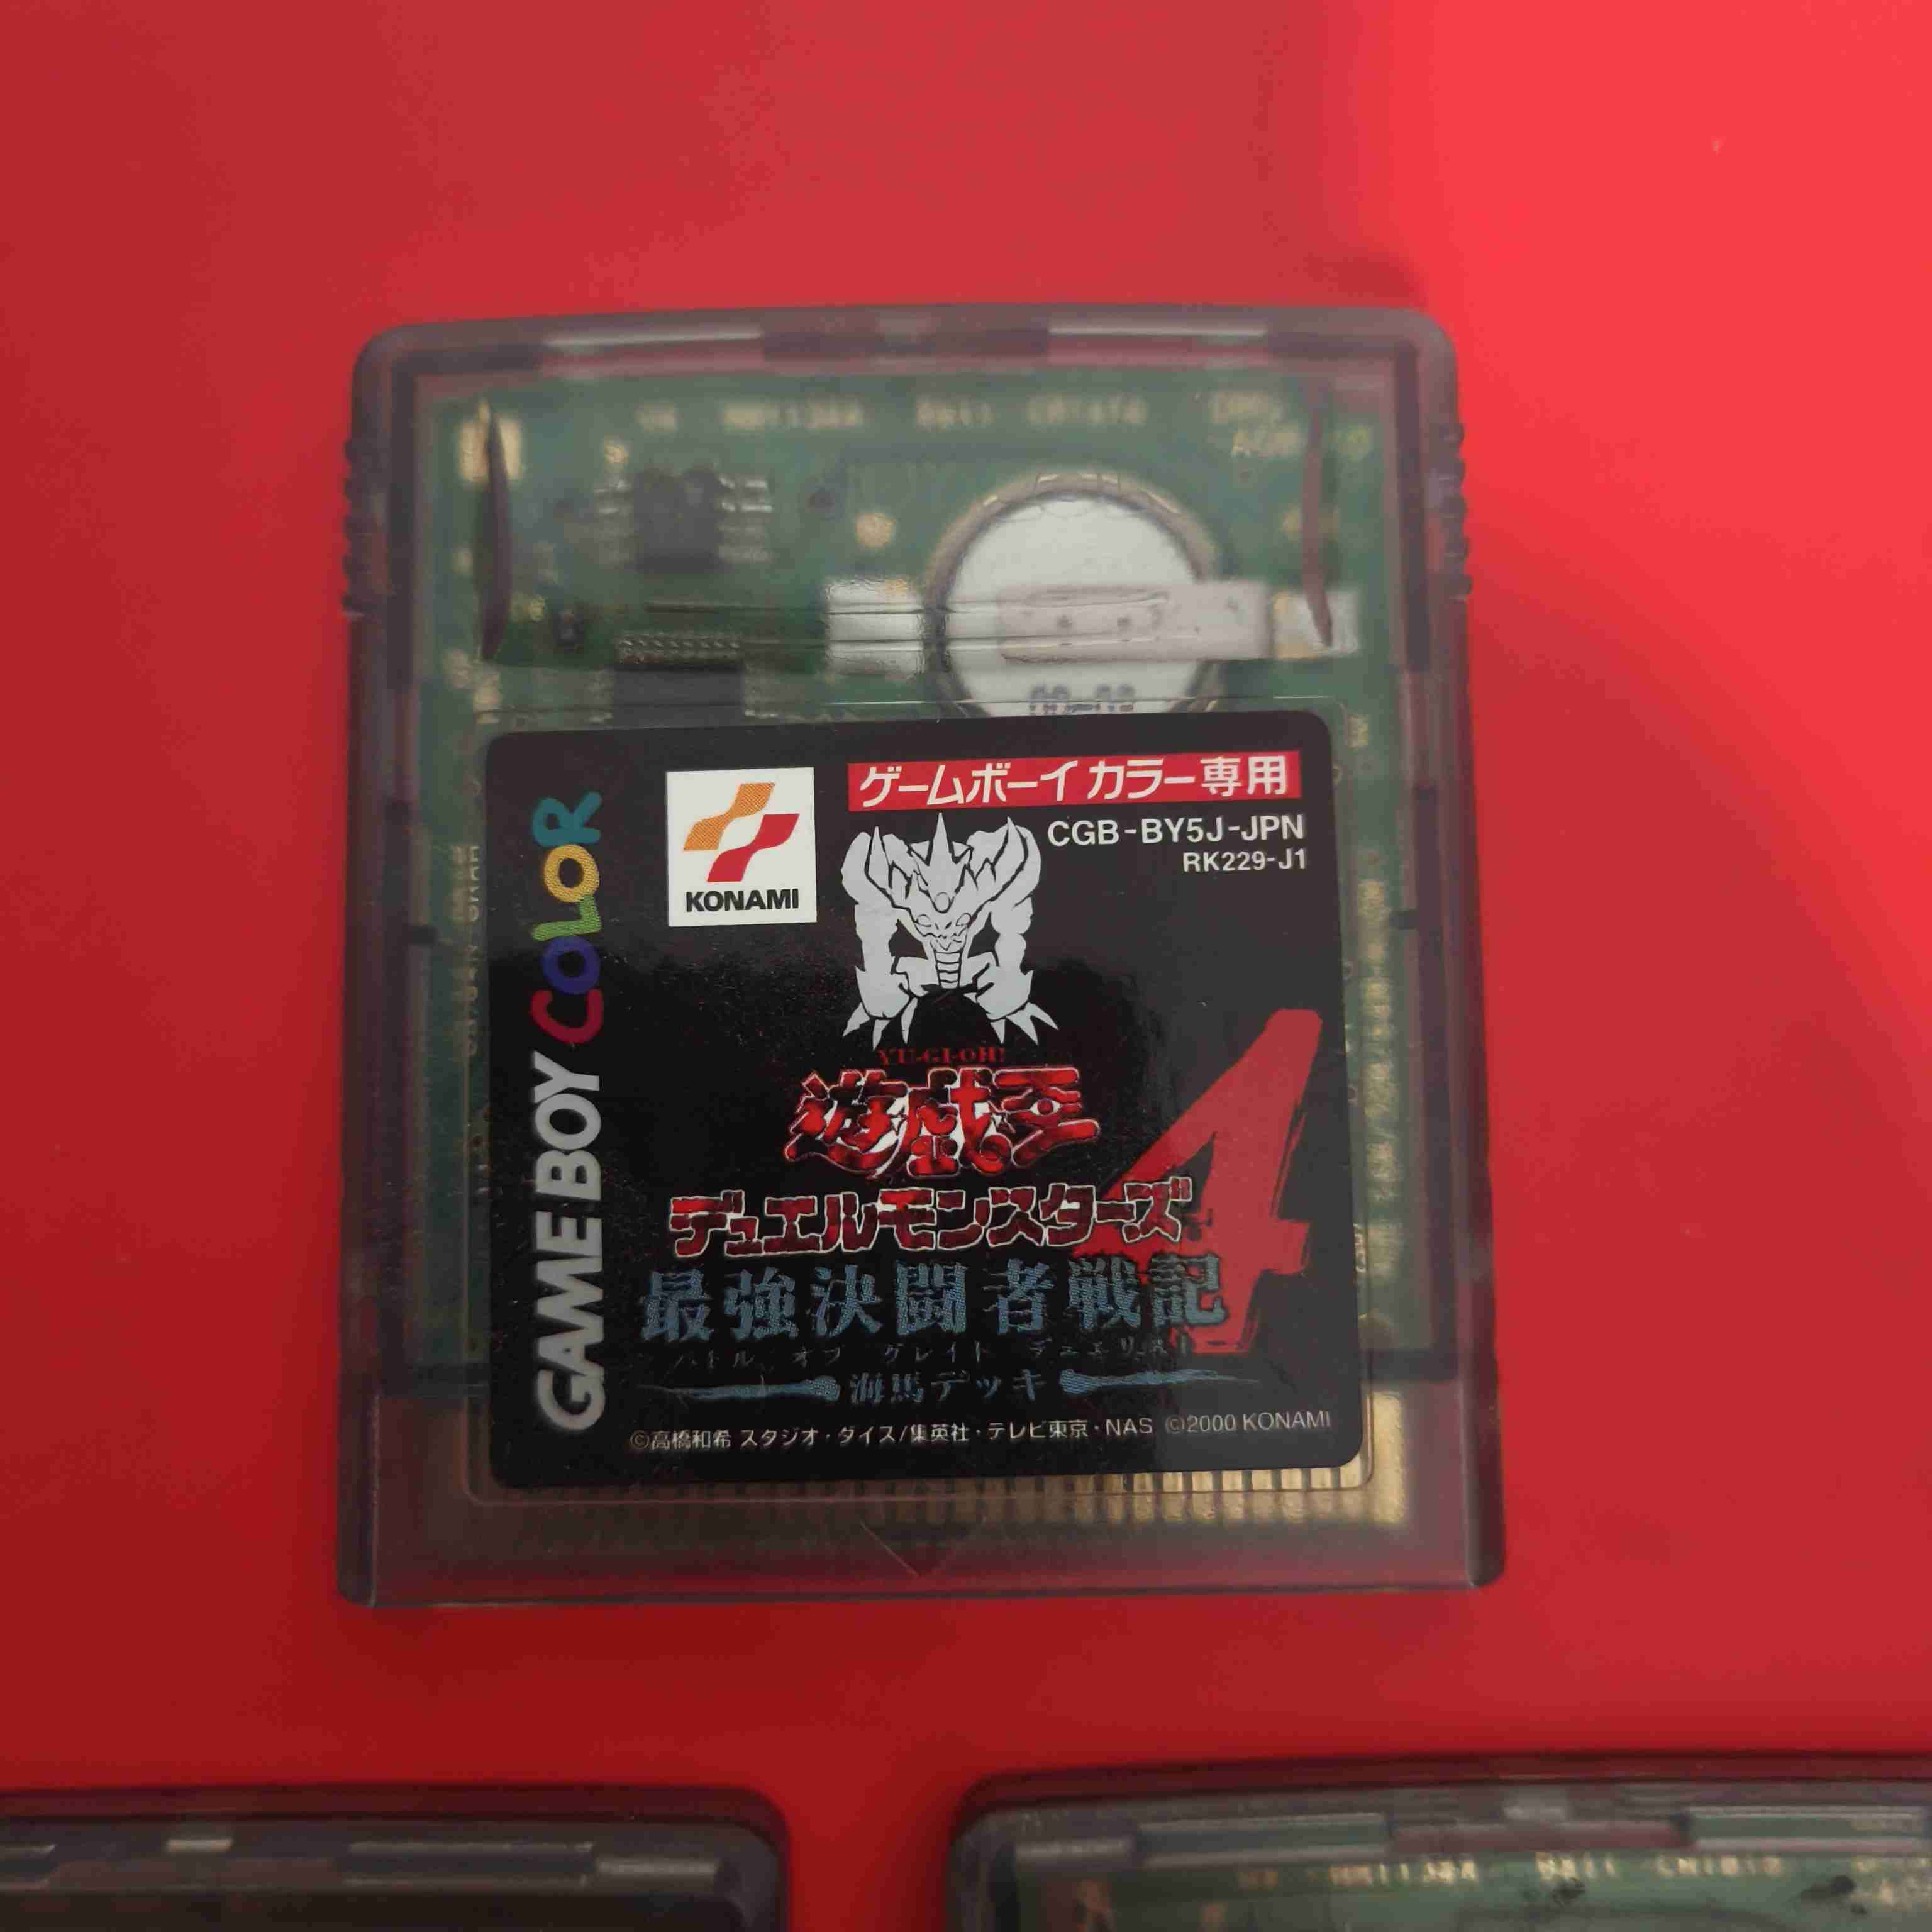 Batt CR1616
ゲームボーイカラー専用
CGB-BY5J-JPN
RK229-J1
KONAMI
GAME BOY COLOR
YU-GI-OH!
遊戯王
デュエルモンスターズ
4
最強決闘者戦記
バトル オブ グレイト デュエリスト
海馬デッキ
©高橋和希 スタジオ・ダイス/集英社・テレビ東京・NAS ©2000 KONAMI
Batt CR1616